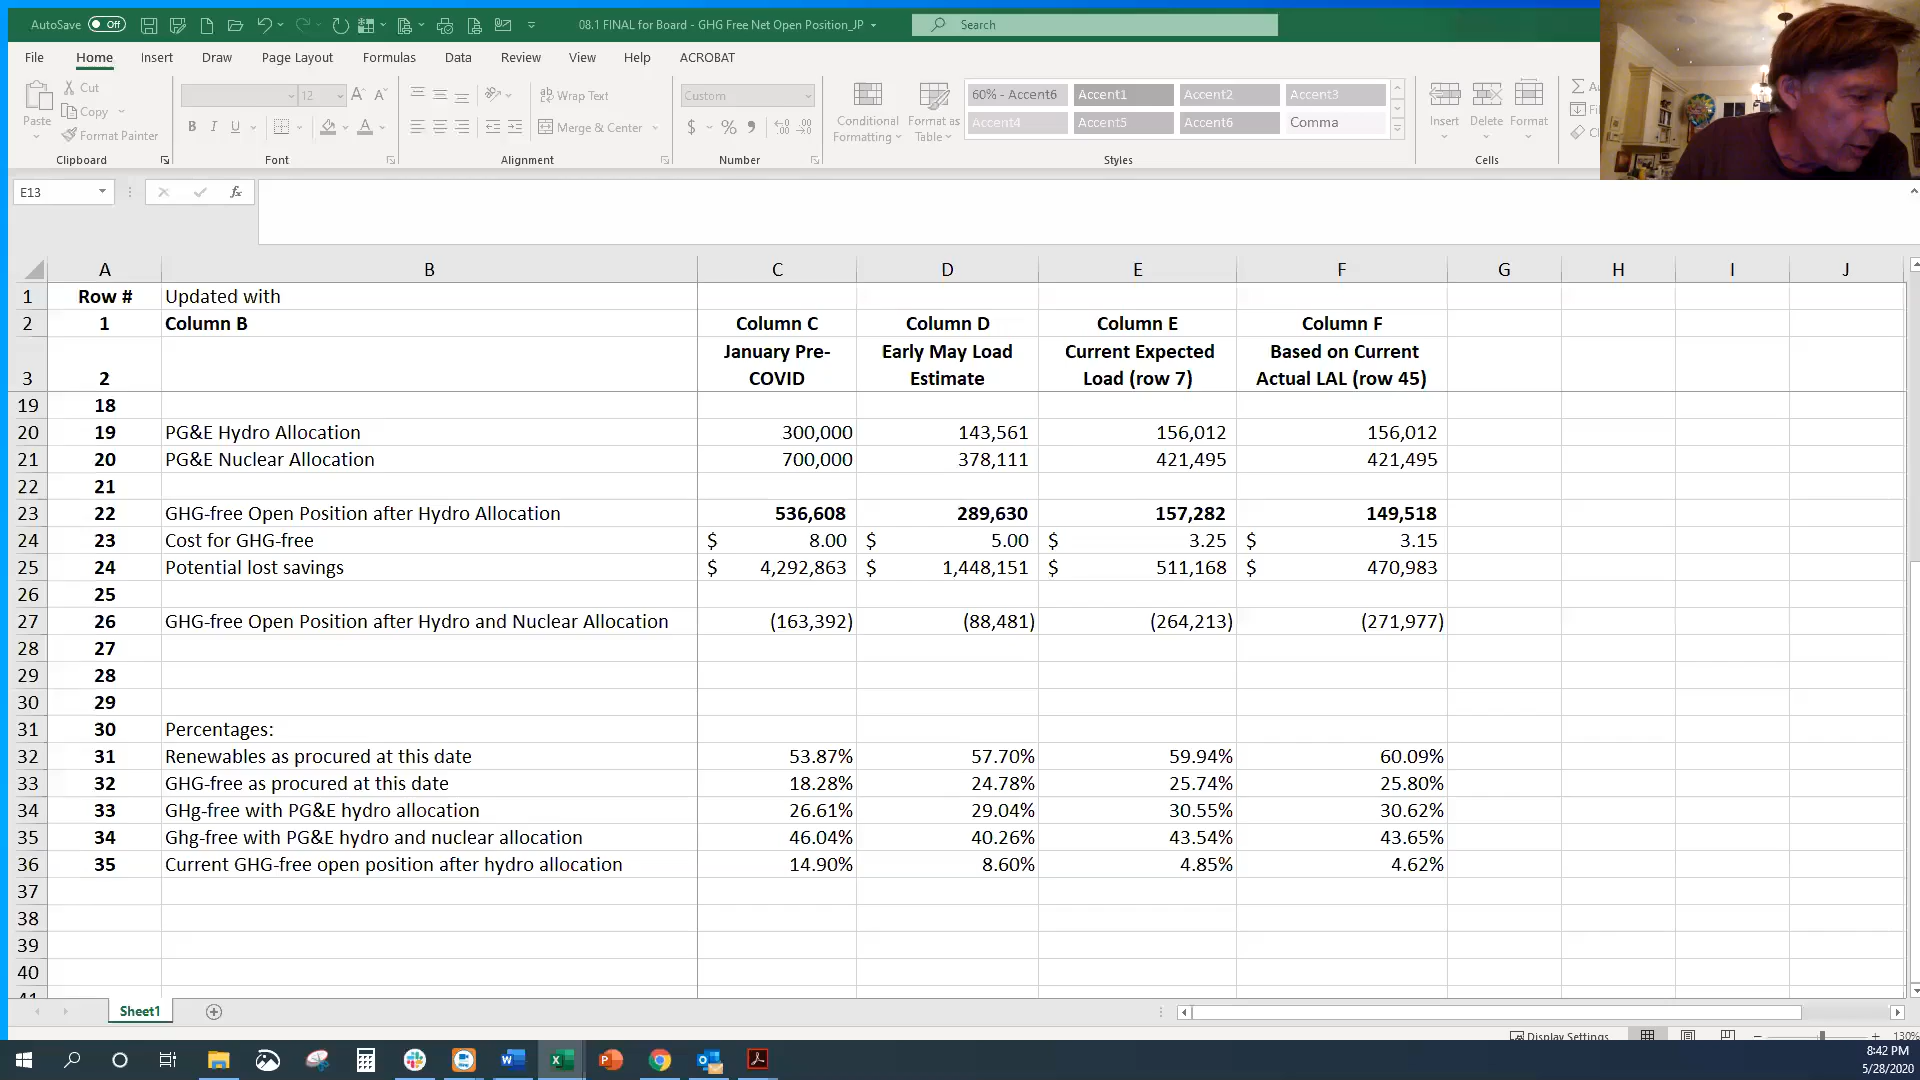 AutoSave Off 08.1 FINAL for Board - GHG Free Net Open Position_JP Search
File Home Insert Draw Page Layout Formulas Data Review View Help ACROBAT
Paste Cut Copy Format Painter Clipboard
12 B I U Font
Wrap Text Merge & Center Alignment
Custom $ % Number
Conditional Formatting Format as Table
60% - Accent6 Accent1 Accent2 Accent3
Accent4 Accent5 Accent6 Comma
Styles
Insert Delete Format Cells
E13 fx
A B C D E F G H I J
1 Row # Updated with
2 1 Column B Column C Column D Column E Column F
January Pre- Early May Load Current Expected Based on Current
3 2 COVID Estimate Load (row 7) Actual LAL (row 45)
19 18
20 19 PG&E Hydro Allocation 300,000 143,561 156,012 156,012
21 20 PG&E Nuclear Allocation 700,000 378,111 421,495 421,495
22 21
23 22 GHG-free Open Position after Hydro Allocation 536,608 289,630 157,282 149,518
24 23 Cost for GHG-free $ 8.00 $ 5.00 $ 3.25 $ 3.15
25 24 Potential lost savings $ 4,292,863 $ 1,448,151 $ 511,168 $ 470,983
26 25
27 26 GHG-free Open Position after Hydro and Nuclear Allocation (163,392) (88,481) (264,213) (271,977)
28 27
29 28
30 29
31 30 Percentages:
32 31 Renewables as procured at this date 53.87% 57.70% 59.94% 60.09%
33 32 GHG-free as procured at this date 18.28% 24.78% 25.74% 25.80%
34 33 GHg-free with PG&E hydro allocation 26.61% 29.04% 30.55% 30.62%
35 34 Ghg-free with PG&E hydro and nuclear allocation 46.04% 40.26% 43.54% 43.65%
36 35 Current GHG-free open position after hydro allocation 14.90% 8.60% 4.85% 4.62%
37
38
39
40
41
Sheet1
Display Settings 130%
8:42 PM
5/28/2020